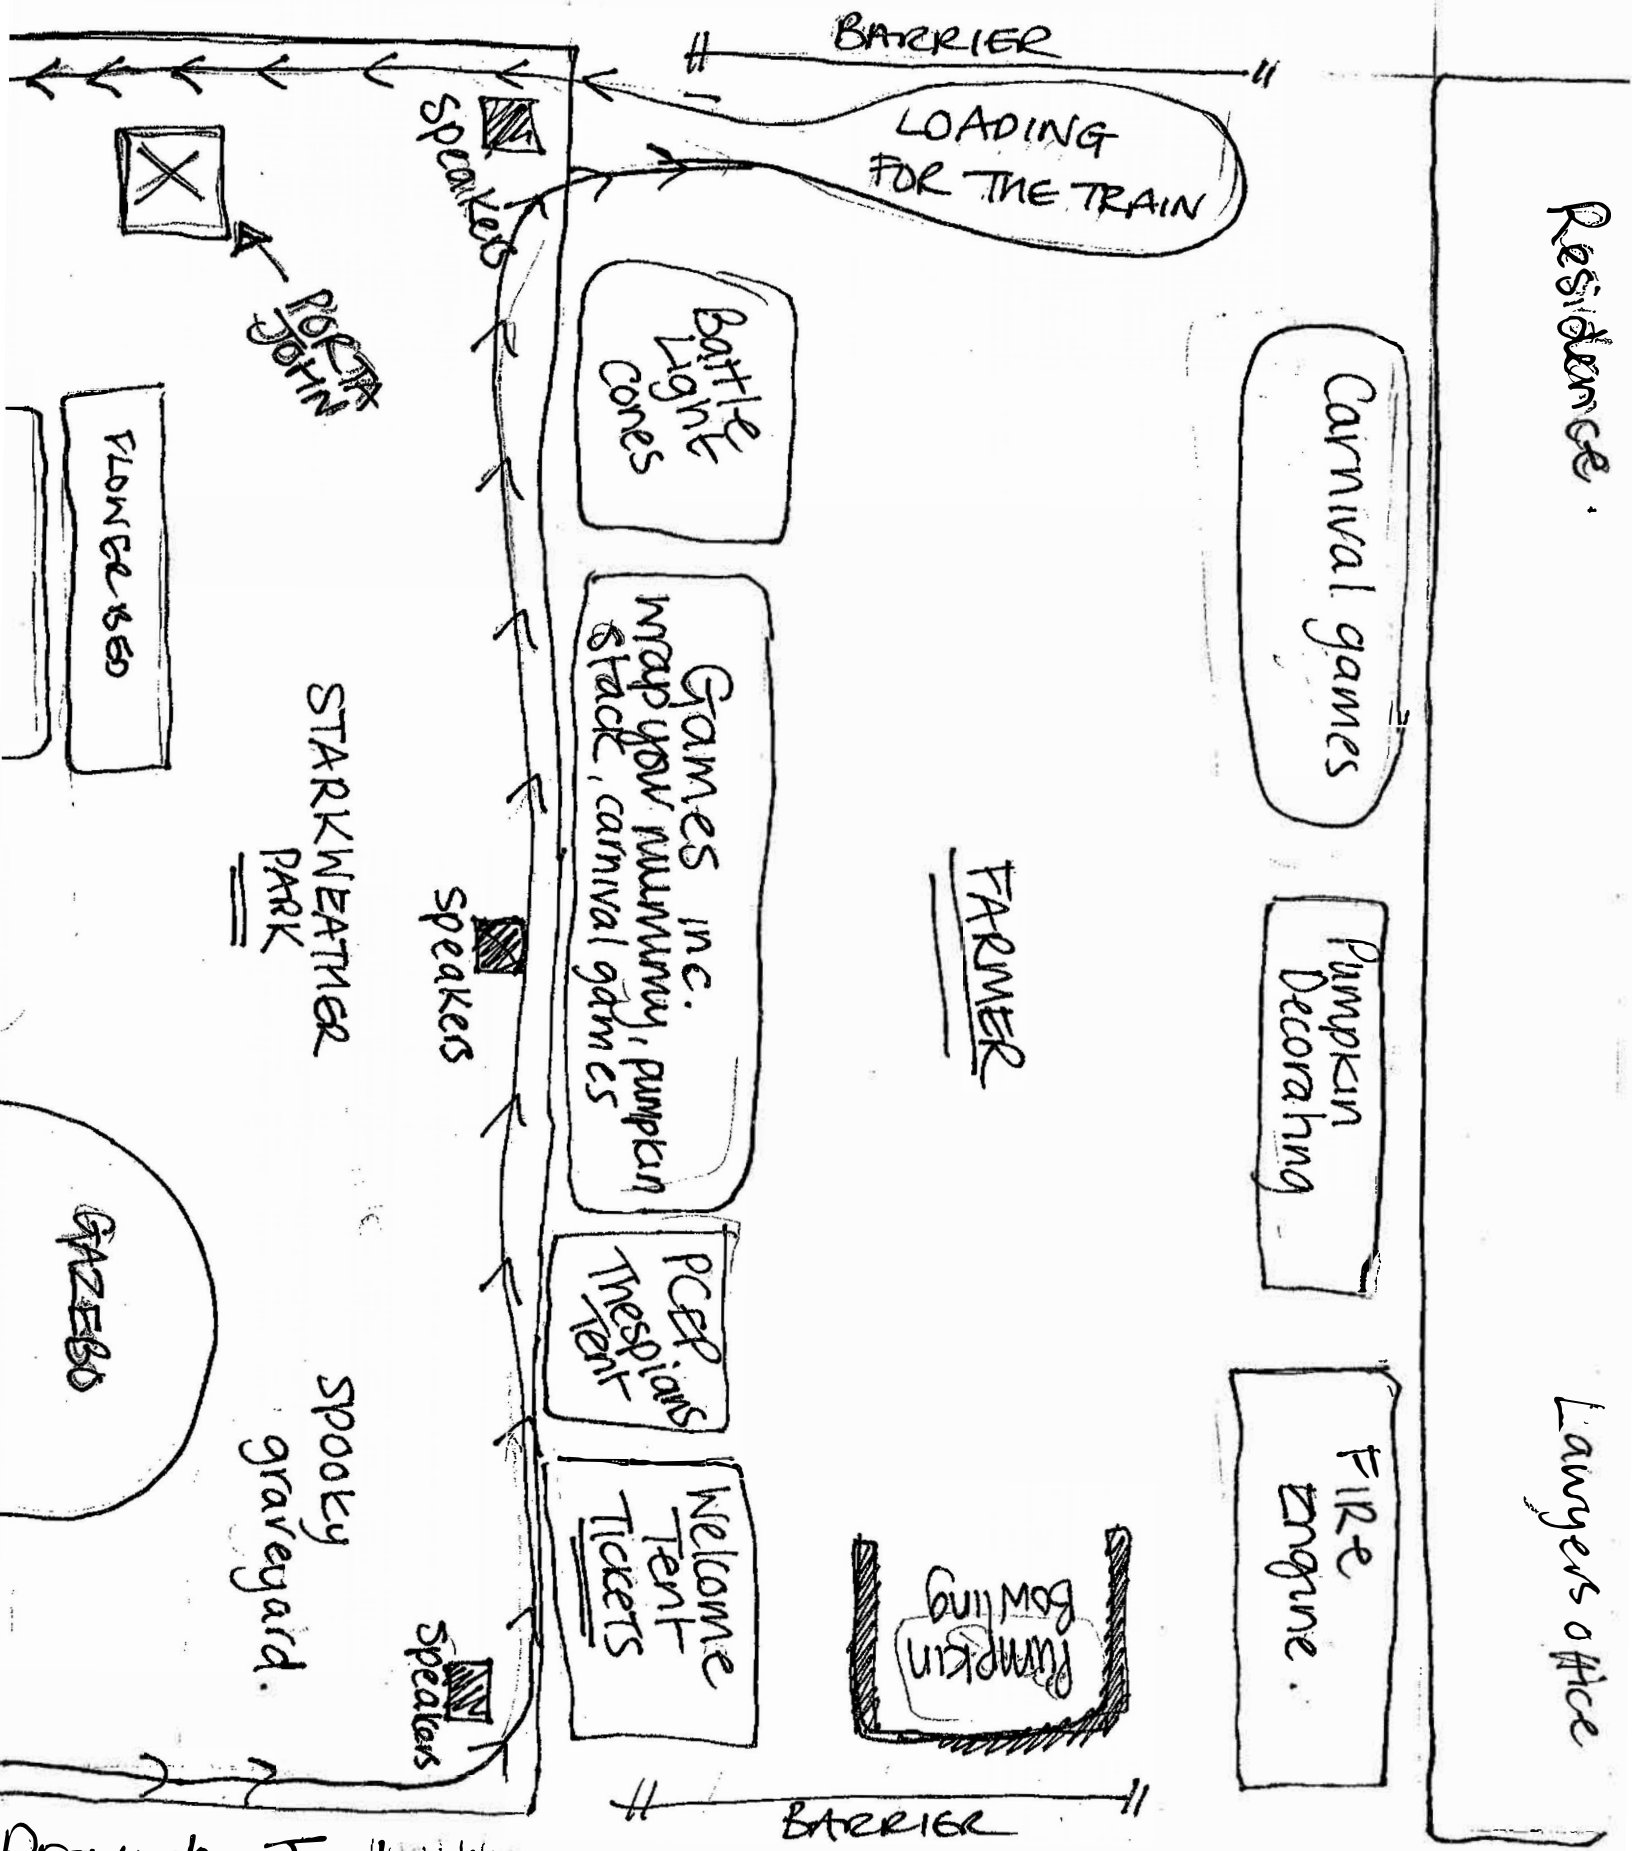 BARRIER
LOADING
FOR THE TRAIN
speakers
PORTA
JOHN
Battle
Light
Cones
Residence.
Carnival games
FLOWERBED
Games inc.
wrap your mummy, pumpkin
stack, carnival games
STARKWEATHER
PARK
speakers
FARMER
Pumpkin
Decorating
PCEP
Thespians
Tent
GAZEBO
SPOOKY
graveyard.
Welcome
Tent
TICKETS
Pumpkin
Bowling
FIRE
Engine.
Lawyers office
speakers
BARRIER